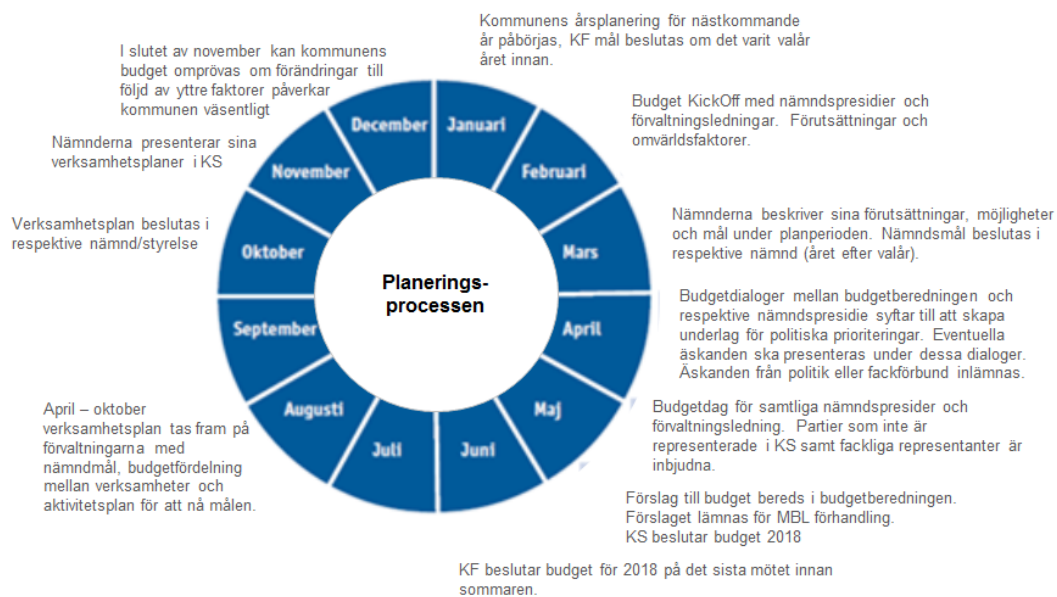 Kommunens årsplanering för nästkommande
år påbörjas, KF mål beslutas om det varit valår
året innan.
I slutet av november kan kommunens
budget omprövas om förändringar till
följd av yttre faktorer påverkar
kommunen väsentligt
Budget KickOff med nämndspresidier och
förvaltningsledningar. Förutsättningar och
omvärldsfaktorer.
Nämnderna presenterar sina
verksamhetsplaner i KS
Nämnderna beskriver sina förutsättningar, möjligheter
och mål under planperioden. Nämndsmål beslutas i
respektive nämnd (året efter valår).
Verksamhetsplan beslutas i
respektive nämnd/styrelse
Budgetdialoger mellan budgetberedningen och
respektive nämndspresidie syftar till att skapa
underlag för politiska prioriteringar. Eventuella
äskanden ska presenteras under dessa dialoger.
Äskanden från politik eller fackförbund inlämnas.
April – oktober
verksamhetsplan tas fram på
förvaltningarna med
nämndmål, budgetfördelning
mellan verksamheter och
aktivitetsplan för att nå målen.
Budgetdag för samtliga nämndspresider och
förvaltningsledning. Partier som inte är
representerade i KS samt fackliga representanter är
inbjudna.
Förslag till budget bereds i budgetberedningen.
Förslaget lämnas för MBL förhandling.
KS beslutar budget 2018
KF beslutar budget för 2018 på det sista mötet innan
sommaren.
Planerings-
processen
Januari
Februari
Mars
April
Maj
Juni
Juli
Augusti
September
Oktober
November
December